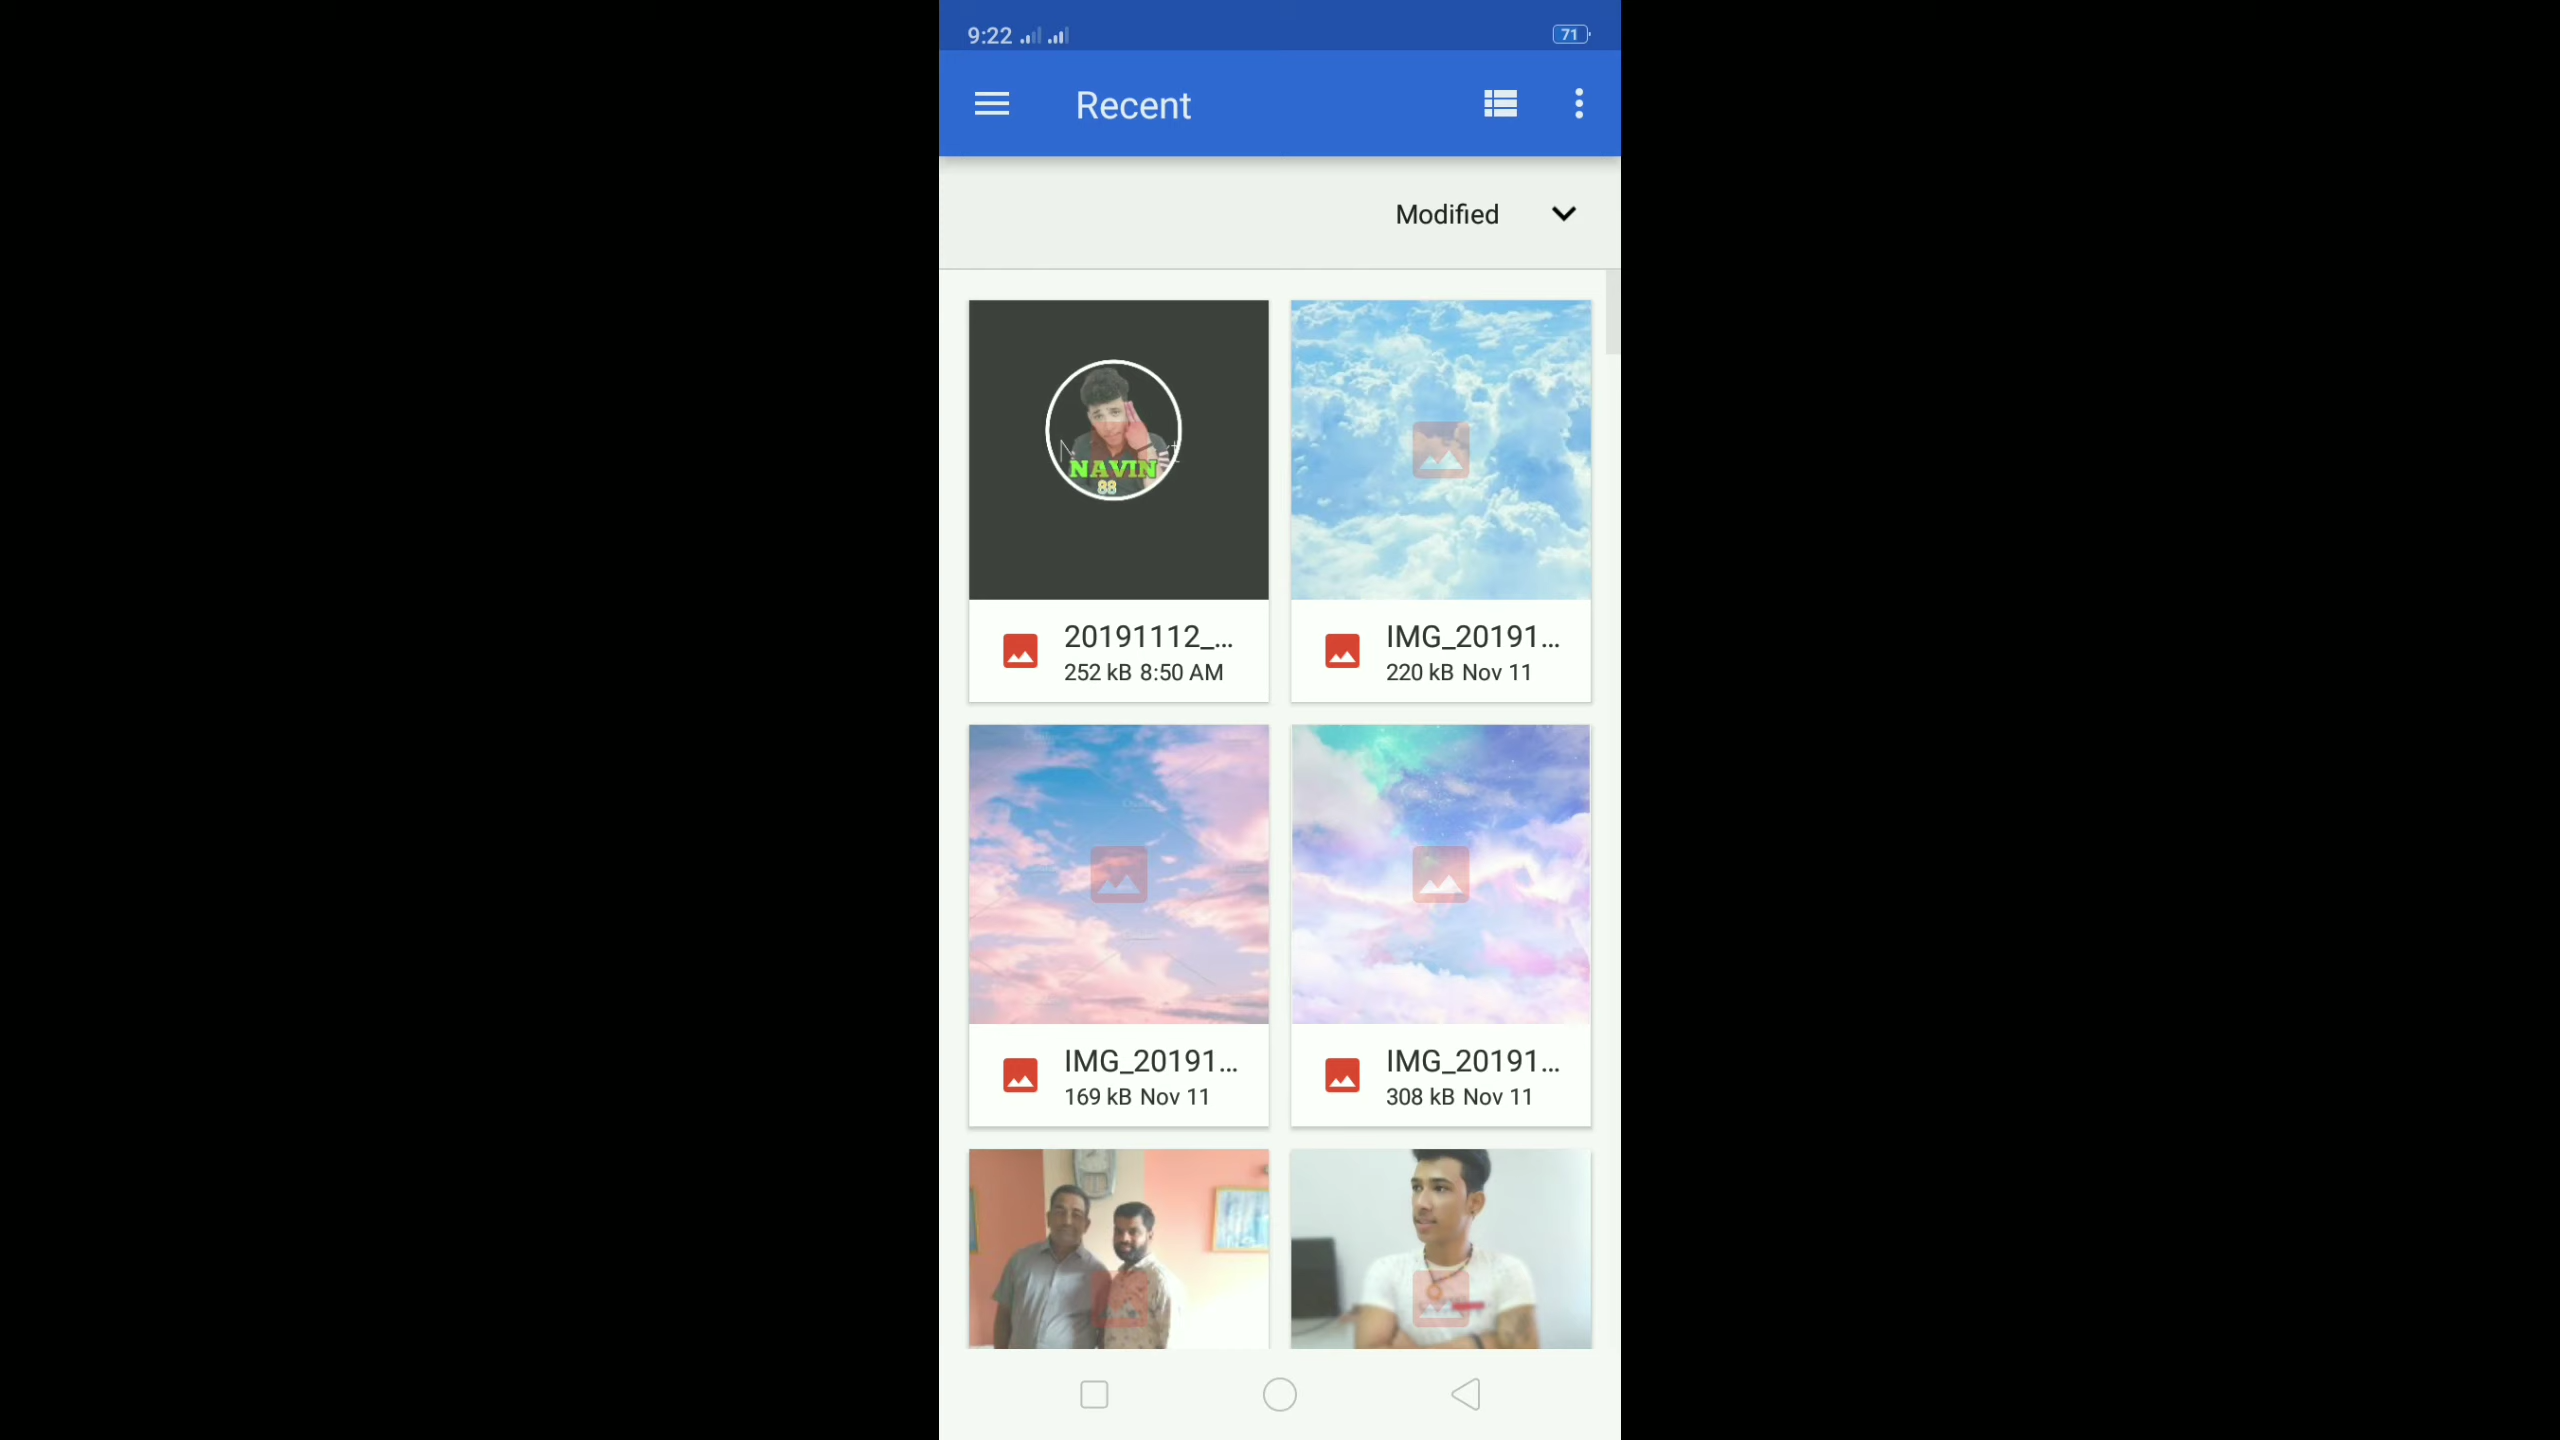 9:22
71
Recent
Modified
NAVIN
88
20191112_...
252 kB 8:50 AM
IMG_20191...
220 kB Nov 11
IMG_20191...
169 kB Nov 11
IMG_20191...
308 kB Nov 11